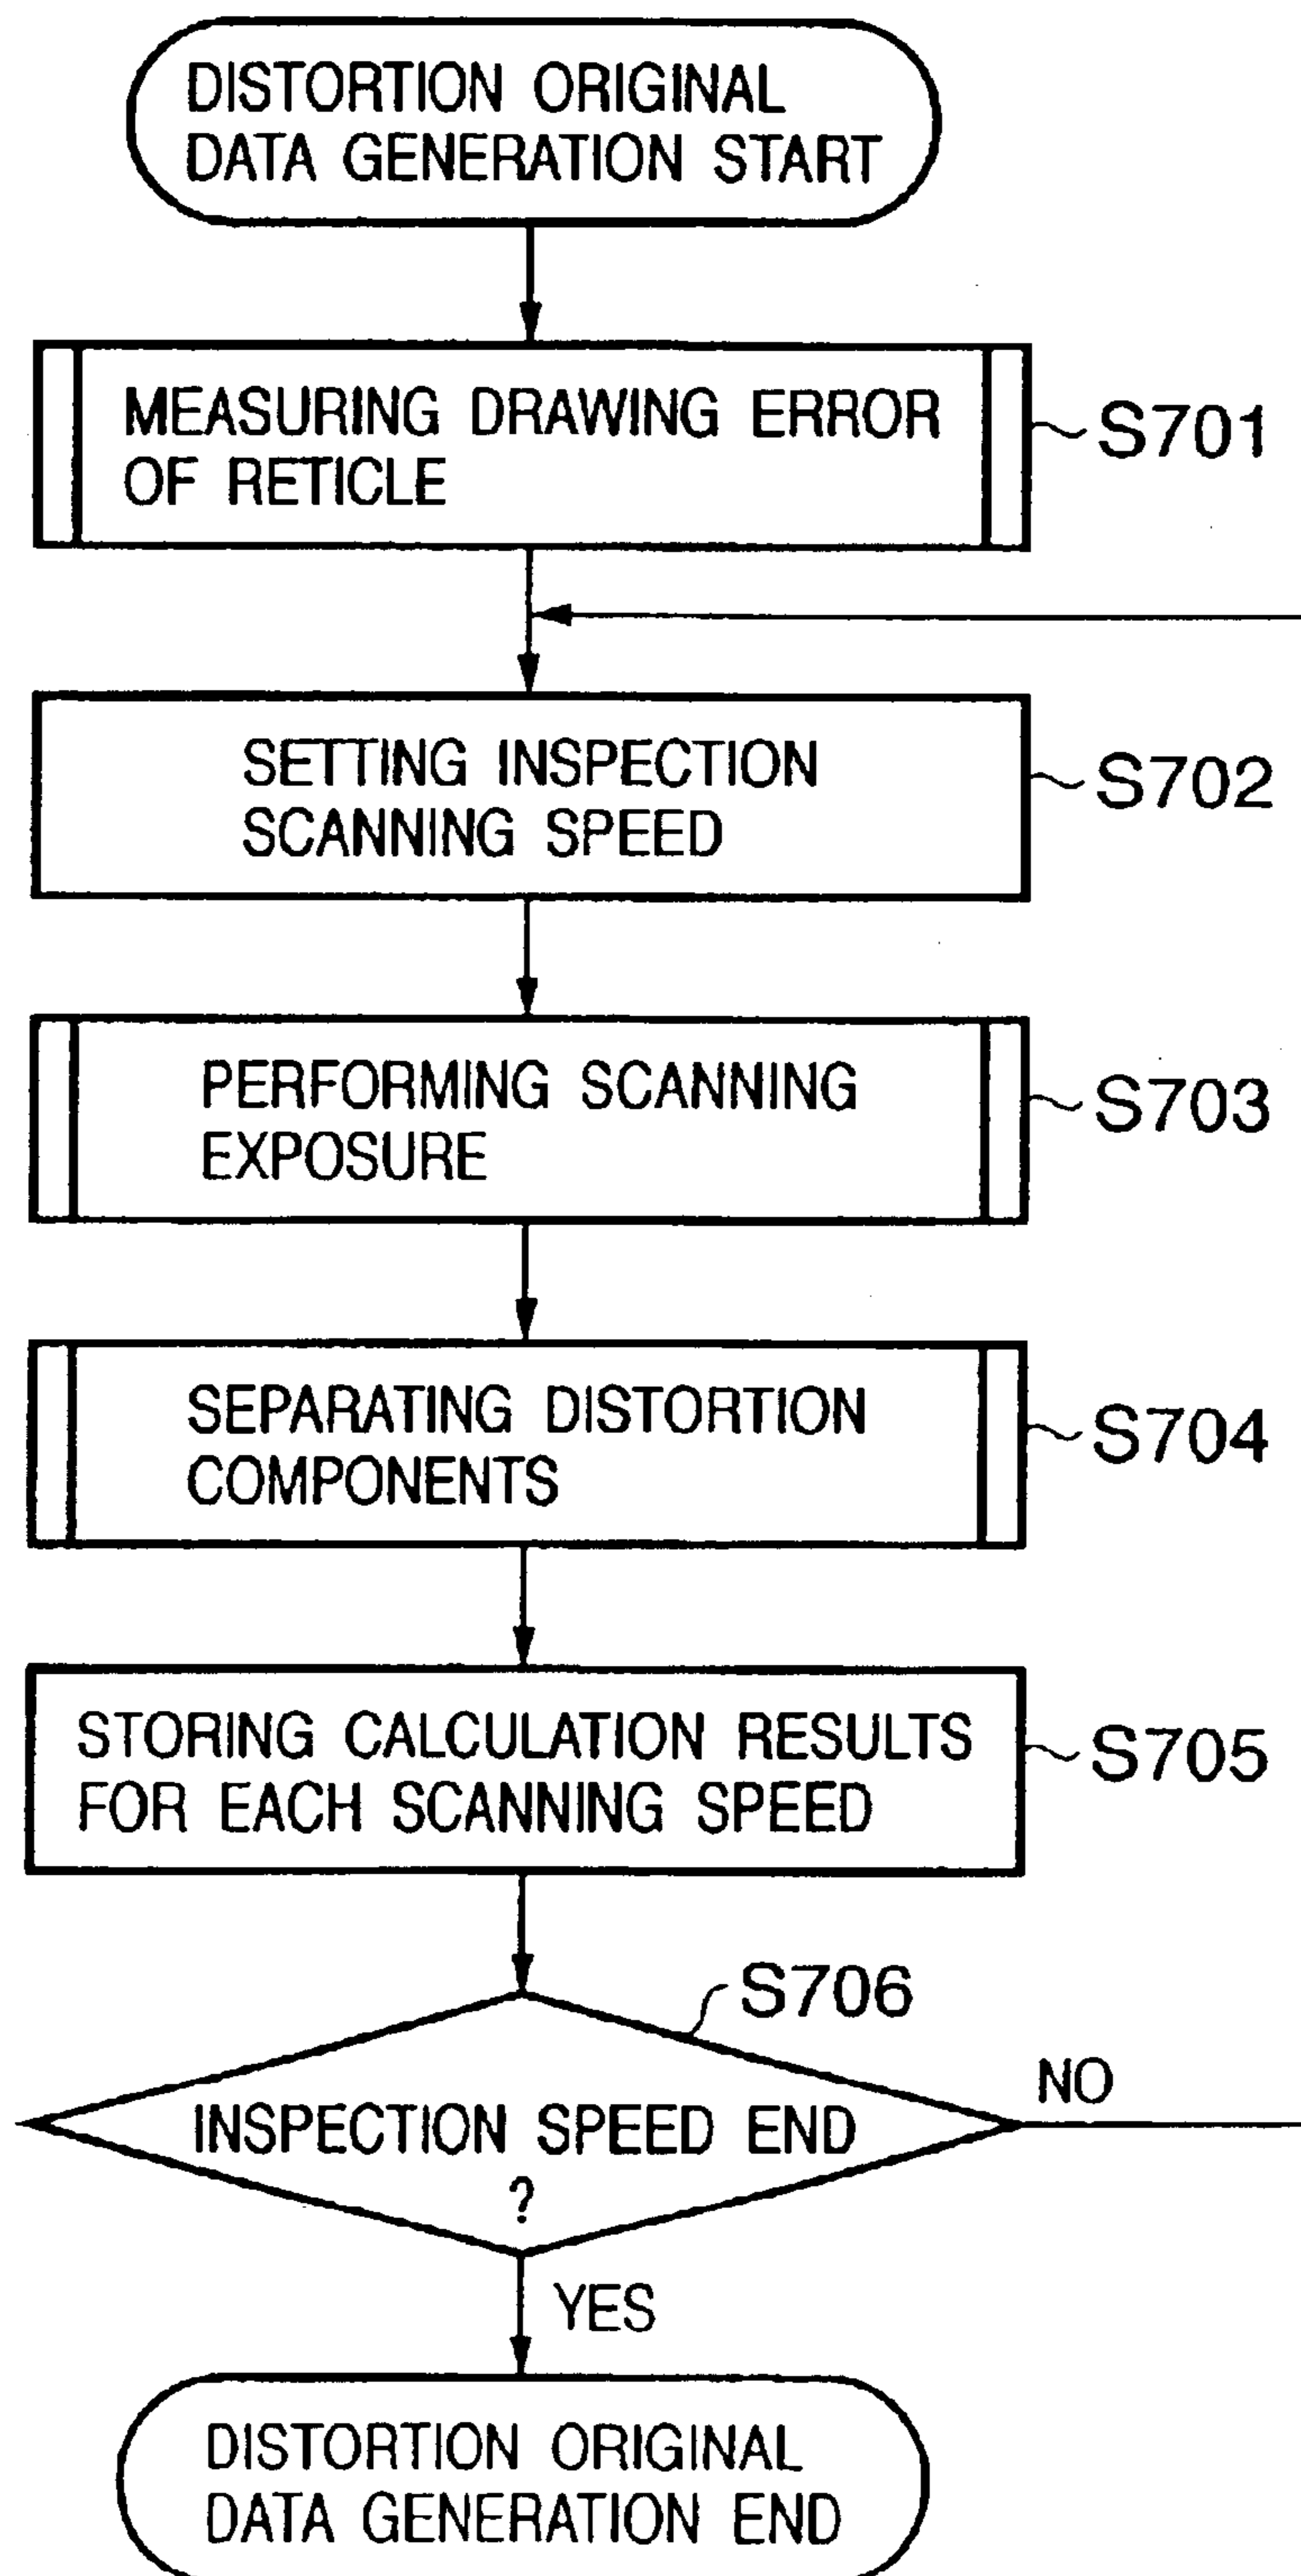 DISTORTION ORIGINAL
DATA GENERATION START
MEASURING DRAWING ERROR
OF RETICLE
S701
SETTING INSPECTION
SCANNING SPEED
S702
PERFORMING SCANNING
EXPOSURE
S703
SEPARATING DISTORTION
COMPONENTS
S704
STORING CALCULATION RESULTS
FOR EACH SCANNING SPEED
S705
S706
INSPECTION SPEED END
?
NO
YES
DISTORTION ORIGINAL
DATA GENERATION END